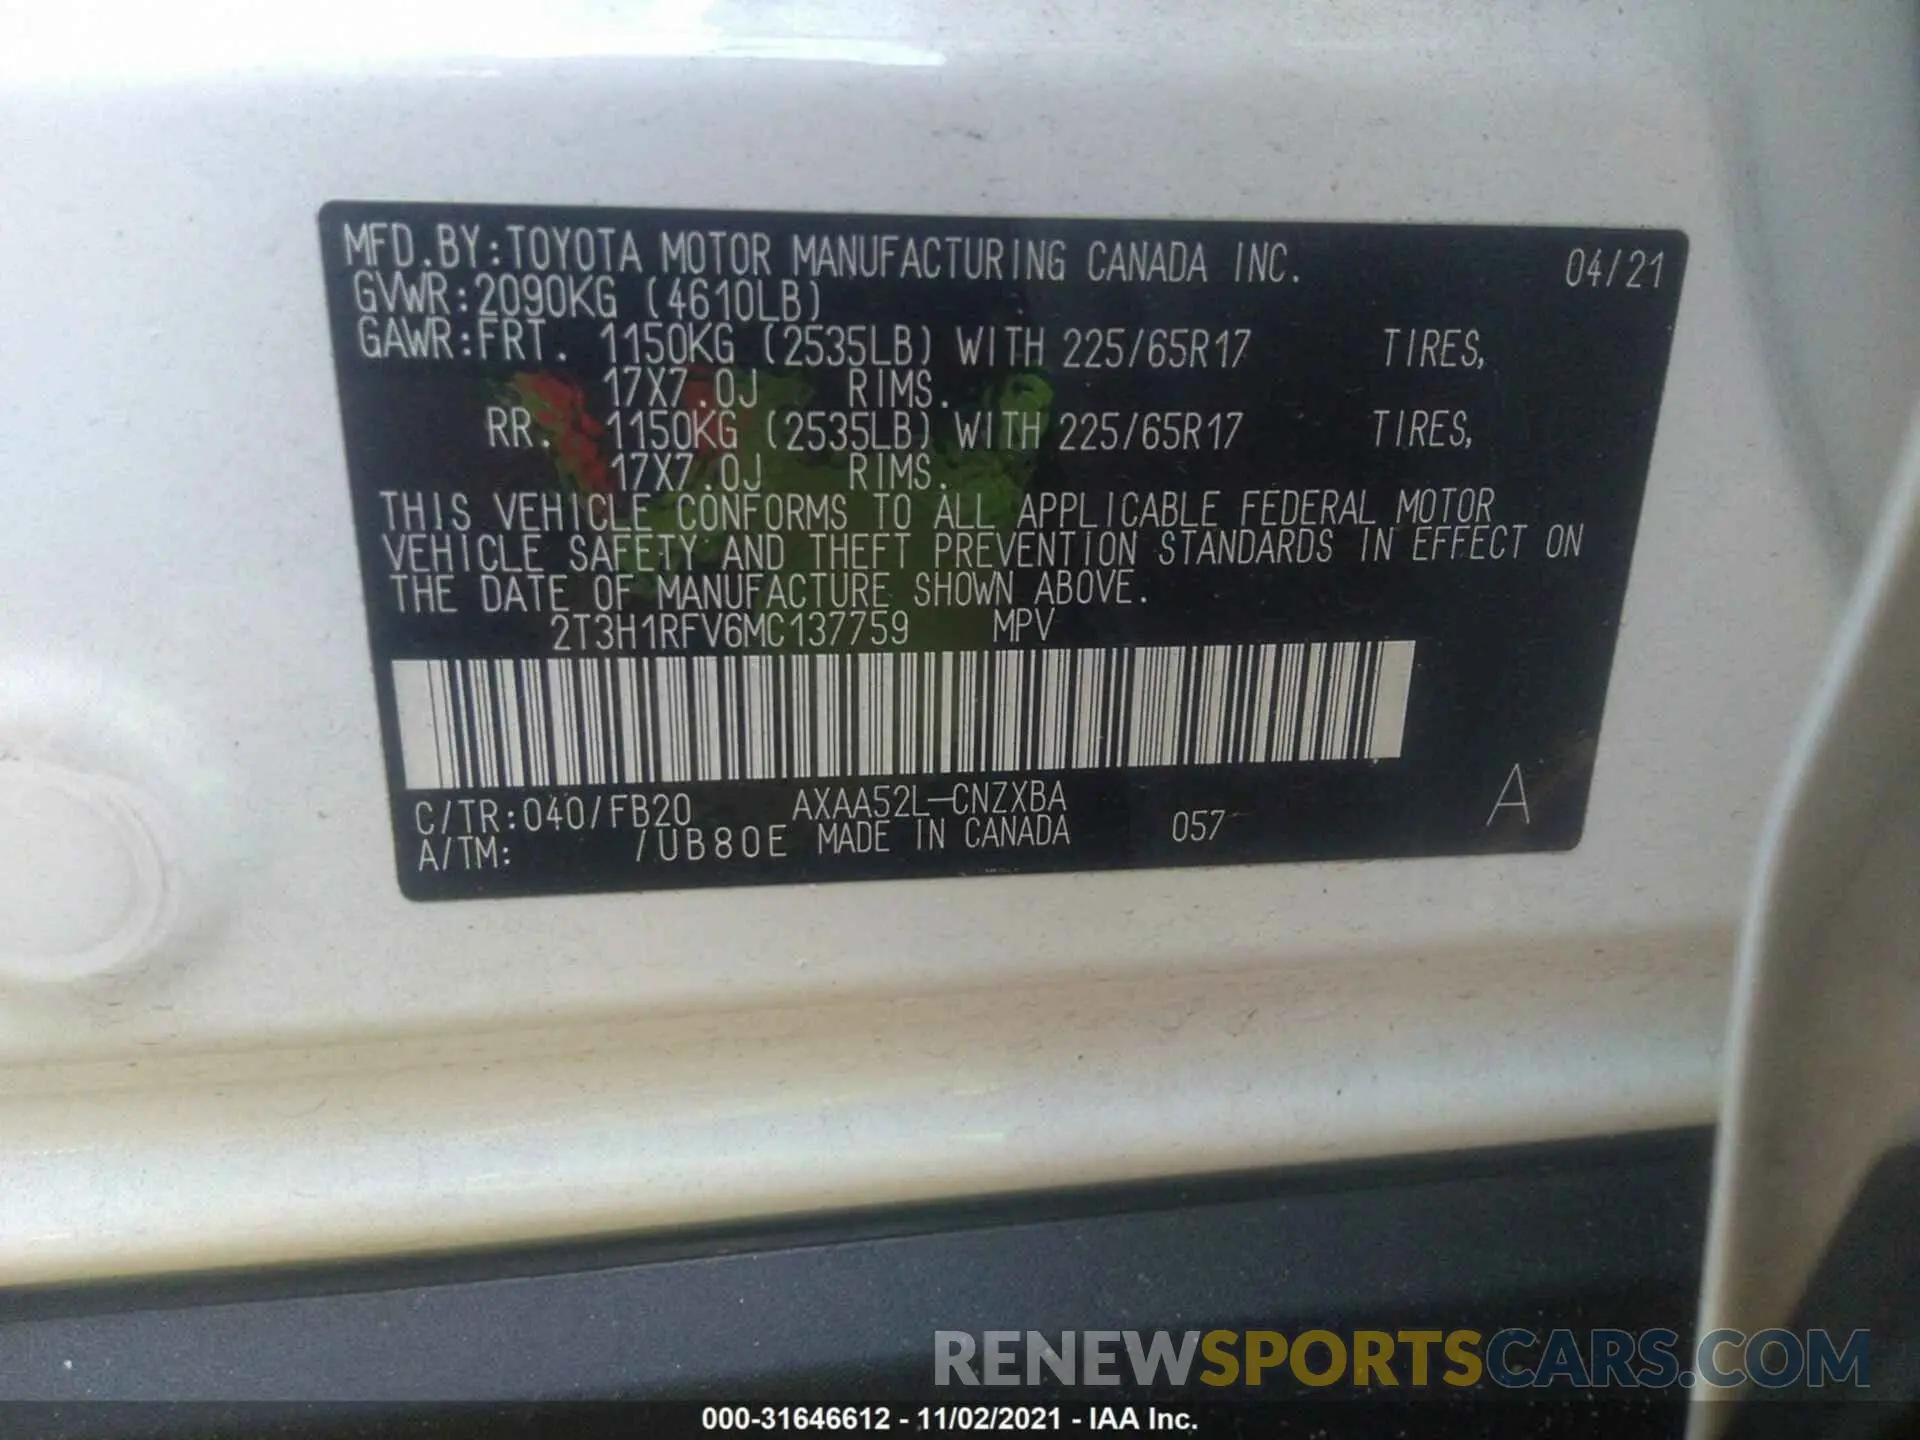 MFD.BY:TOYOTA MOTOR MANUFACTURING CANADA INC. 04/21
GVWR:2090KG (4610LB)
GAWR:FRT. 1150KG (2535LB) WITH 225/65R17 TIRES,
17X7.0J RIMS.
RR. 1150KG (2535LB) WITH 225/65R17 TIRES,
17X7.0J RIMS.
THIS VEHICLE CONFORMS TO ALL APPLICABLE FEDERAL MOTOR
VEHICLE SAFETY AND THEFT PREVENTION STANDARDS IN EFFECT ON
THE DATE OF MANUFACTURE SHOWN ABOVE.
2T3H1RFV6MC137759 MPV
C/TR:040/FB20 AXAA52L-CNZXBA
A/TM: /UB80E MADE IN CANADA 057 A
RENEWSPORTSCARS.COM
000-31646612 - 11/02/2021 - IAA Inc.